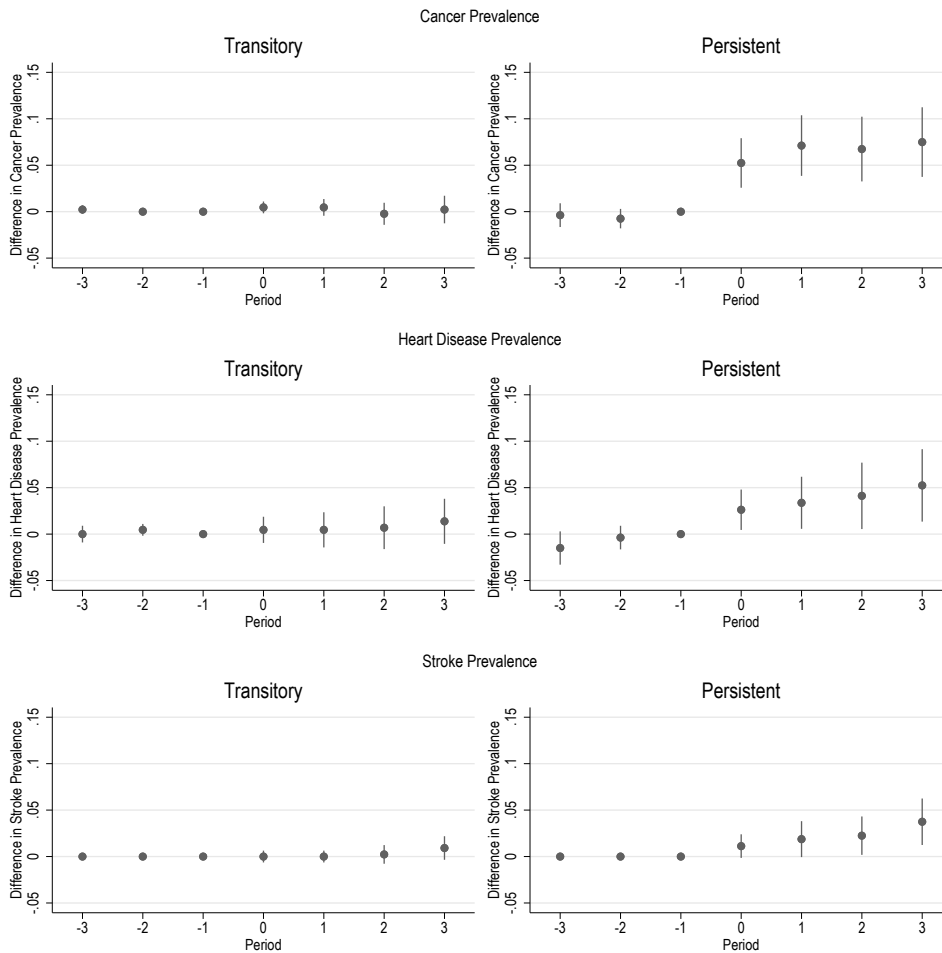 Cancer Prevalence
Transitory
Persistent
Difference in Cancer Prevalence
.15
.1
.05
0
-.05
-3 -2 -1 0 1 2 3
Period
Difference in Cancer Prevalence
.15
.1
.05
0
-.05
-3 -2 -1 0 1 2 3
Period
Heart Disease Prevalence
Transitory
Persistent
Difference in Heart Disease Prevalence
.15
.1
.05
0
-.05
-3 -2 -1 0 1 2 3
Period
Difference in Heart Disease Prevalence
.15
.1
.05
0
-.05
-3 -2 -1 0 1 2 3
Period
Stroke Prevalence
Transitory
Persistent
Difference in Stroke Prevalence
.15
.1
.05
0
-.05
-3 -2 -1 0 1 2 3
Period
Difference in Stroke Prevalence
.15
.1
.05
0
-.05
-3 -2 -1 0 1 2 3
Period